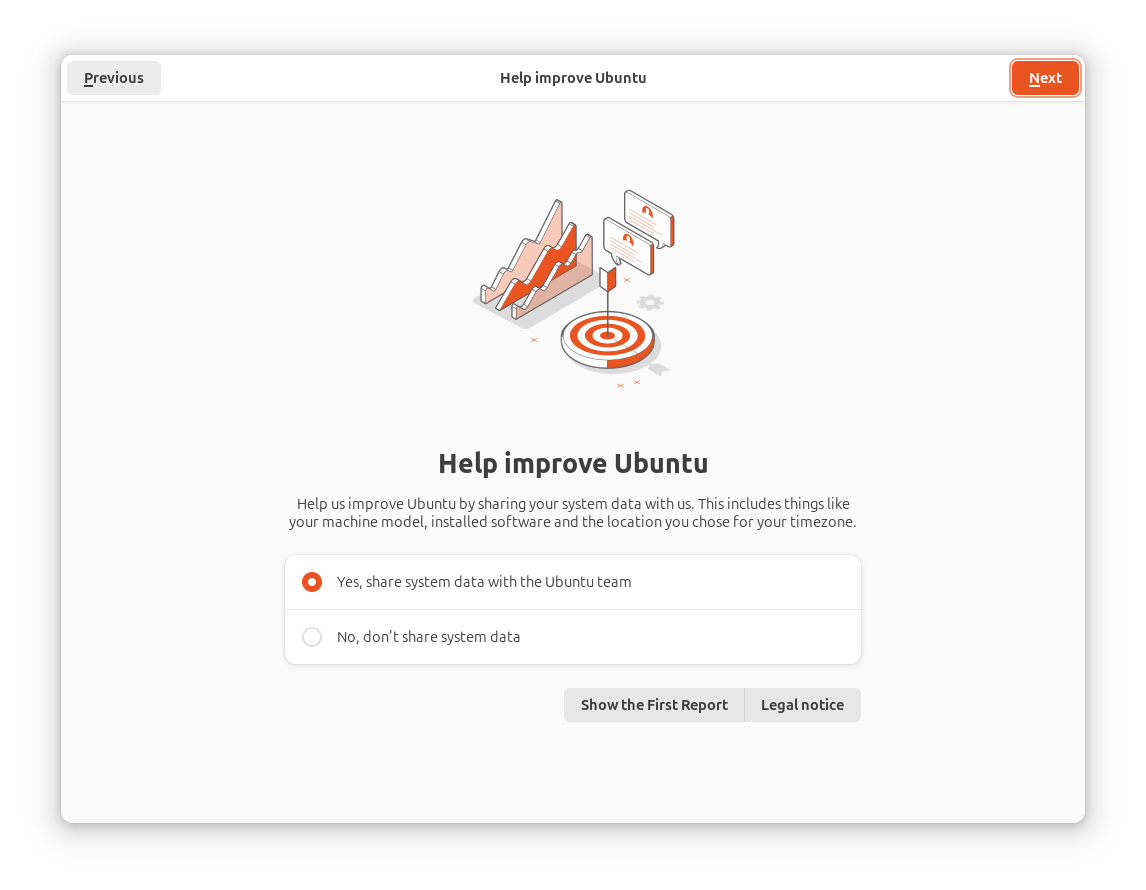 Previous
Help improve Ubuntu
Next
Help improve Ubuntu
Help us improve Ubuntu by sharing your system data with us. This includes things like
your machine model, installed software and the location you chose for your timezone.
Yes, share system data with the Ubuntu team
No, don't share system data
Show the First Report
Legal notice